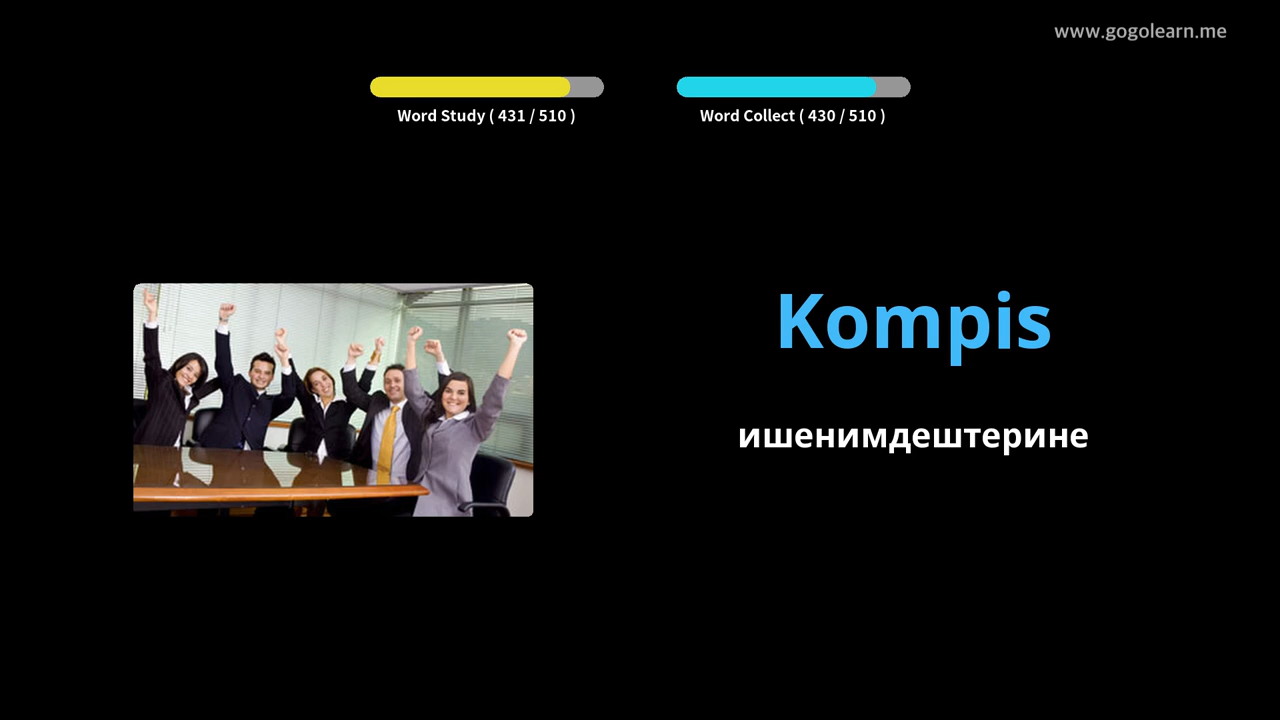 www.gogolearn.me
Word Study ( 431 / 510 )
Word Collect ( 430 / 510 )
Kompis
ишенимдештерине